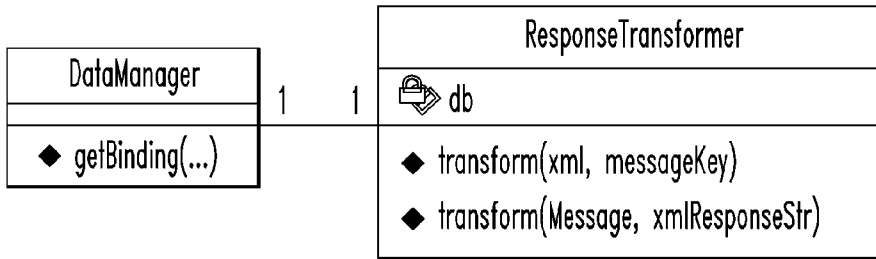 ResponseTransformer
DataManager
1 1
db
getBinding(...)
transform(xml, messageKey)
transform(Message, xmlResponseStr)